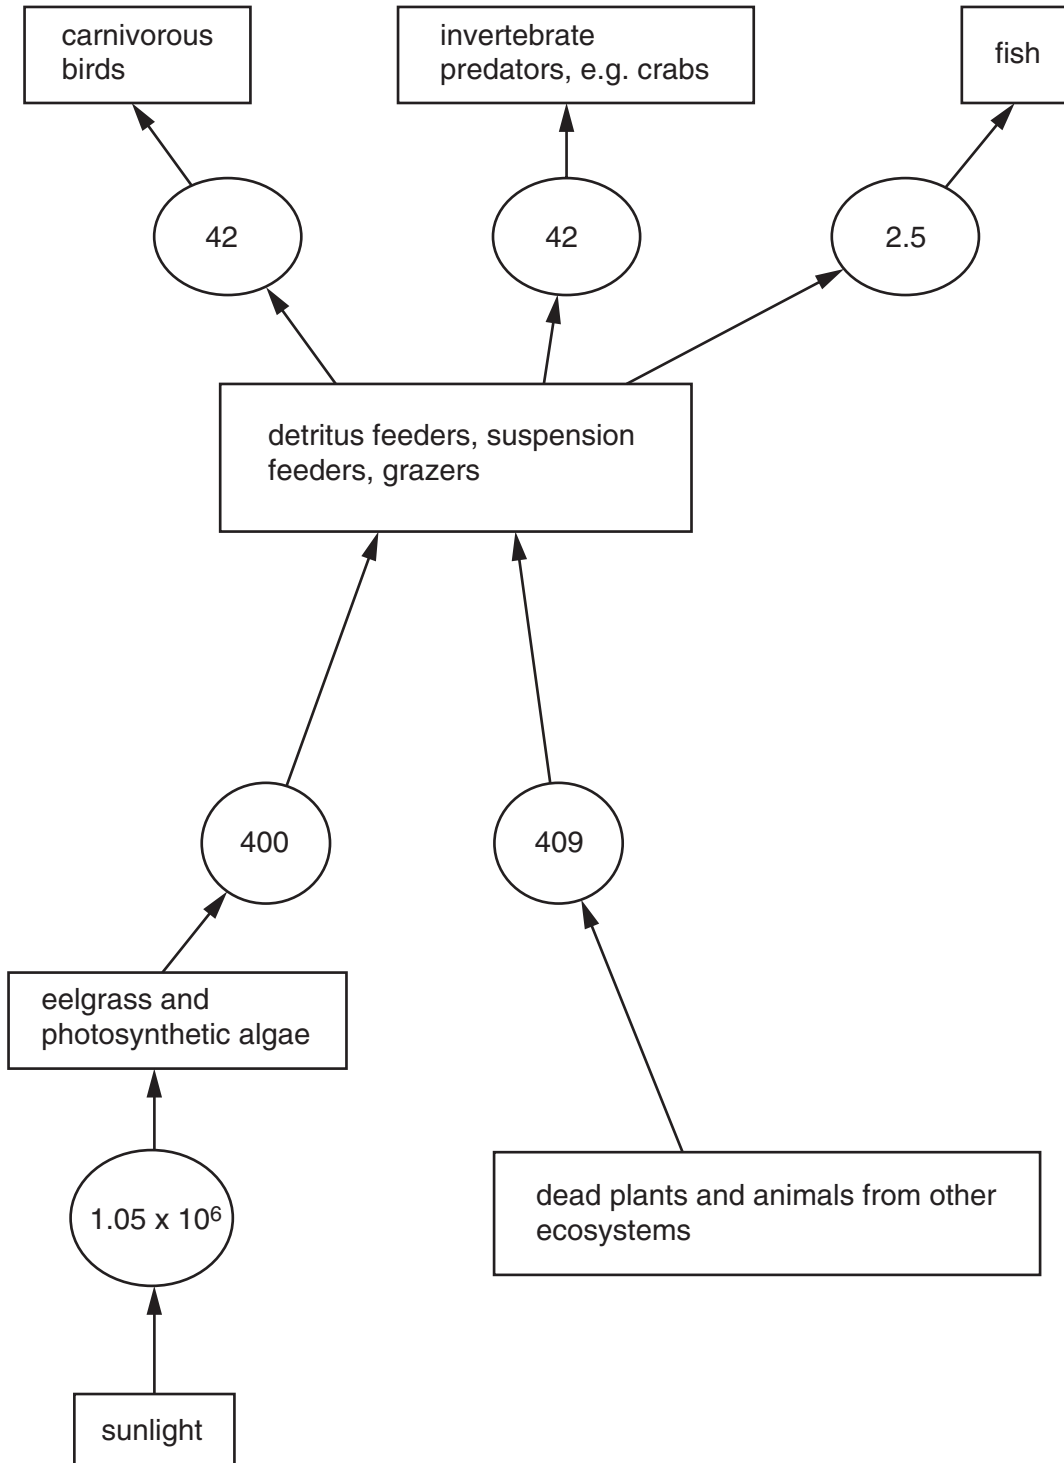 carnivorous
birds
invertebrate
predators, e.g. crabs
fish
42
42
2.5
detritus feeders, suspension
feeders, grazers
400
409
eelgrass and
photosynthetic algae
1.05 x 10⁶
dead plants and animals from other
ecosystems
sunlight